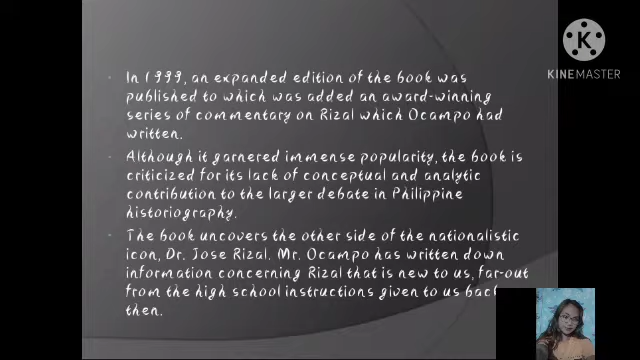 KINEMASTER
In 1999, an expanded edition of the book was
published to which was added an award-winning
series of commentary on Rizal which Ocampo had
written.
Although it garnered immense popularity, the book is
criticized for its lack of conceptual and analytic
contribution to the larger debate in Philippine
historiography.
The book uncovers the other side of the nationalistic
icon, Dr. Jose Rizal. Mr. Ocampo has written down
information concerning Rizal that is new to us, far-out
from the high school instructions given to us back
then.